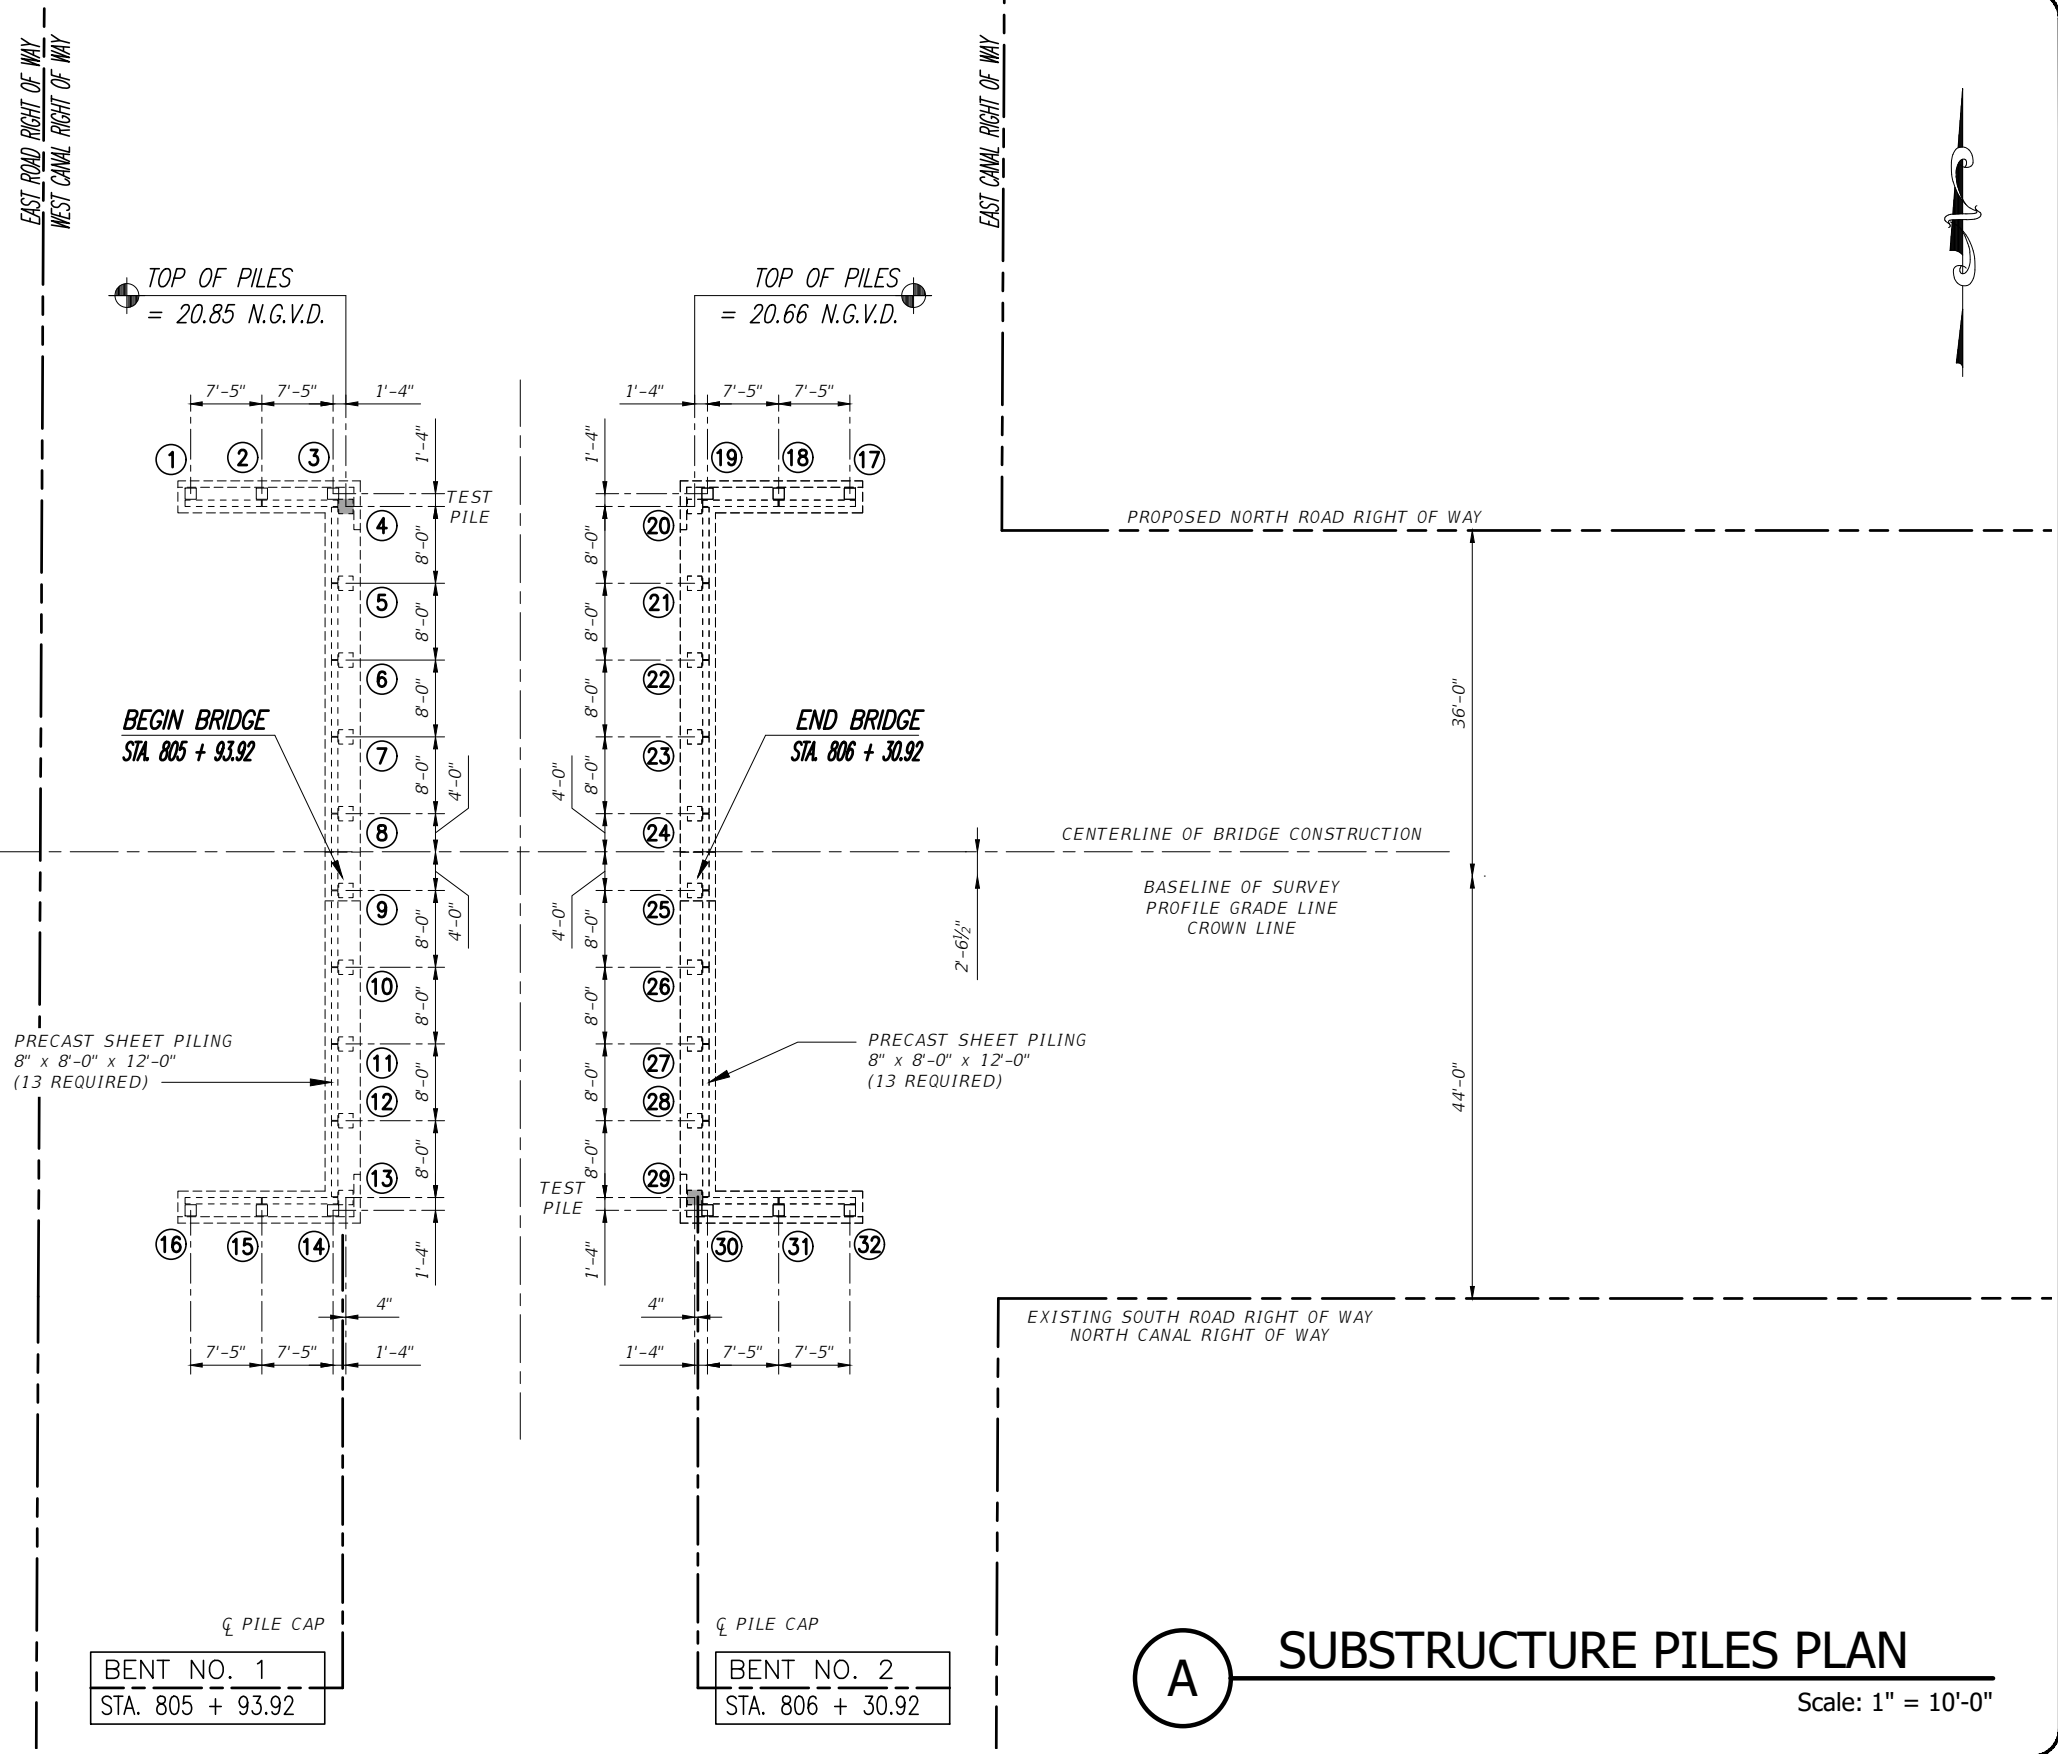 EAST ROAD RIGHT OF WAY
WEST CANAL RIGHT OF WAY
EAST CANAL RIGHT OF WAY
TOP OF PILES
= 20.85 N.G.V.D.
TOP OF PILES
= 20.66 N.G.V.D.
7'-5" 7'-5" 1'-4"
1'-4" 7'-5" 7'-5"
1'-4"
1'-4"
1 2 3
19 18 17
TEST
PILE
4
20
8'-0"
8'-0"
PROPOSED NORTH ROAD RIGHT OF WAY
5
21
8'-0"
8'-0"
6
22
8'-0"
8'-0"
36'-0"
BEGIN BRIDGE
STA. 805 + 93.92
END BRIDGE
STA. 806 + 30.92
7
23
8'-0"
4'-0"
4'-0"
8'-0"
8
24
CENTERLINE OF BRIDGE CONSTRUCTION
BASELINE OF SURVEY
PROFILE GRADE LINE
CROWN LINE
9
25
8'-0"
4'-0"
4'-0"
8'-0"
2'-6½"
10
26
8'-0"
8'-0"
PRECAST SHEET PILING
8" x 8'-0" x 12'-0"
(13 REQUIRED)
PRECAST SHEET PILING
8" x 8'-0" x 12'-0"
(13 REQUIRED)
11
27
8'-0"
8'-0"
44'-0"
12
28
8'-0"
8'-0"
13
29
TEST
PILE
16 15 14
30 31 32
1'-4"
1'-4"
4"
4"
7'-5" 7'-5" 1'-4"
1'-4" 7'-5" 7'-5"
EXISTING SOUTH ROAD RIGHT OF WAY
NORTH CANAL RIGHT OF WAY
℄ PILE CAP
℄ PILE CAP
BENT NO. 1
STA. 805 + 93.92
BENT NO. 2
STA. 806 + 30.92
A
SUBSTRUCTURE PILES PLAN
Scale: 1" = 10'-0"